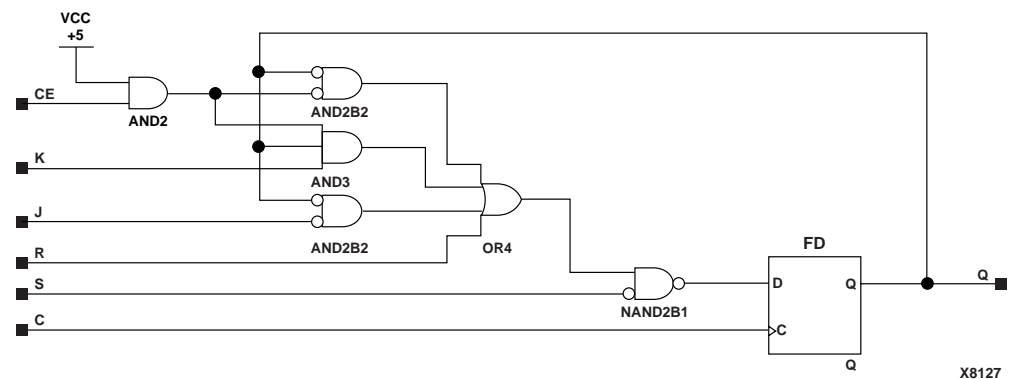 VCC
+5
CE
AND2
AND2B2
K
AND3
J
AND2B2
R
OR4
S
NAND2B1
C
FD
D
Q
C
Q
Q
X8127